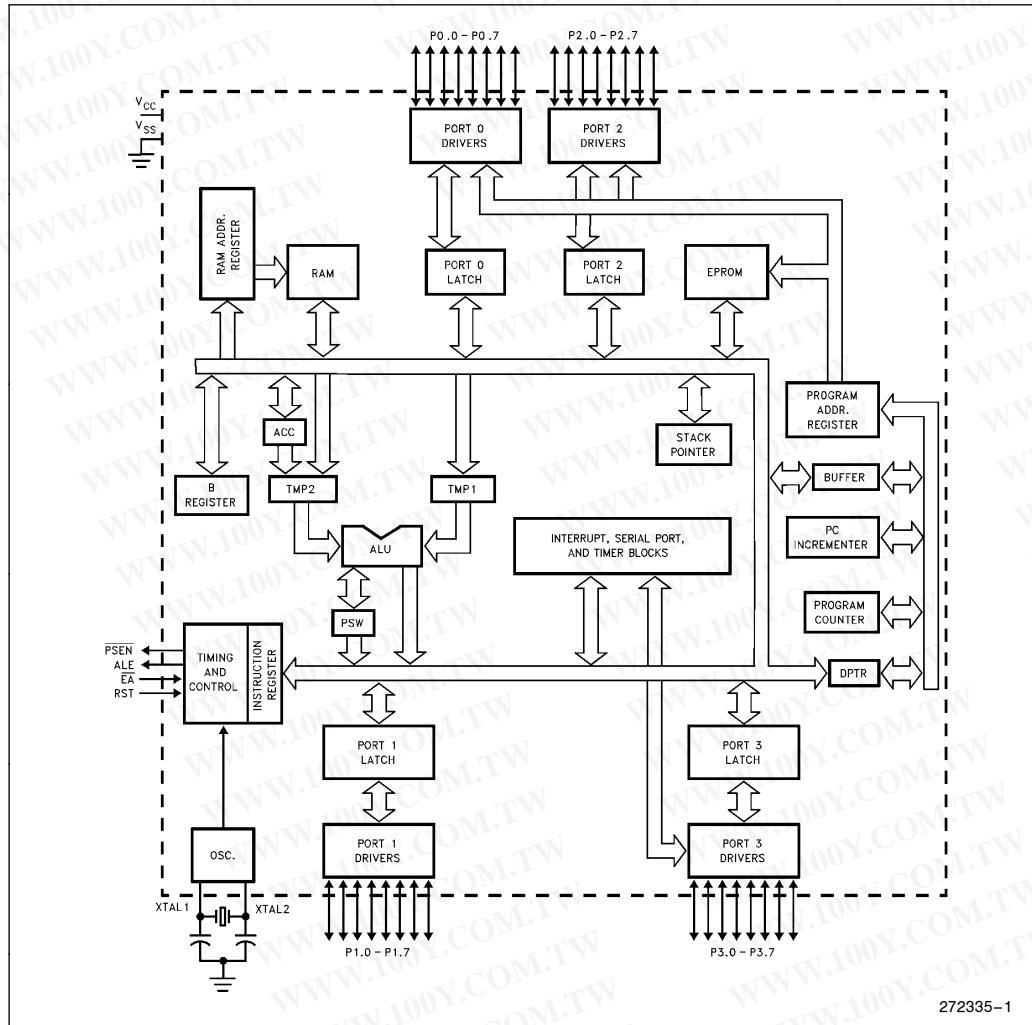 P0.0-P0.7
P2.0-P2.7
VCC
VSS
PORT 0
DRIVERS
PORT 2
DRIVERS
RAM ADDR.
REGISTER
RAM
PORT 0
LATCH
PORT 2
LATCH
EPROM
PROGRAM
ADDR.
REGISTER
ACC
STACK
POINTER
B
REGISTER
TMP2
TMP1
BUFFER
ALU
INTERRUPT, SERIAL PORT,
AND TIMER BLOCKS
PC
INCREMENTER
PSW
PROGRAM
COUNTER
PSEN
ALE
EA
RST
TIMING
AND
CONTROL
INSTRUCTION
REGISTER
DPTR
PORT 1
LATCH
PORT 3
LATCH
OSC.
PORT 1
DRIVERS
PORT 3
DRIVERS
XTAL1
XTAL2
P1.0-P1.7
P3.0-P3.7
272335-1
WWW.100Y.COM.TW